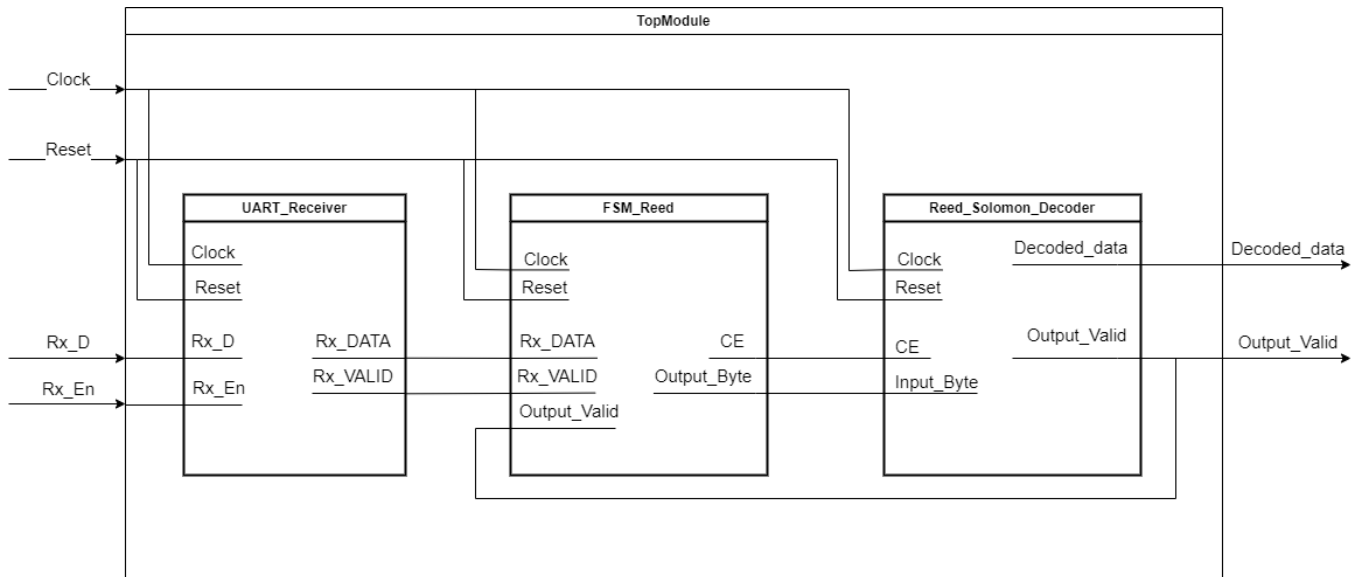 TopModule
Clock
Reset
UART_Receiver
FSM_Reed
Reed_Solomon_Decoder
Clock
Reset
Clock
Reset
Clock
Reset
Decoded_data
Decoded_data
Rx_D
Rx_D
Rx_DATA
Rx_DATA
CE
CE
Output_Valid
Output_Valid
Rx_En
Rx_En
Rx_VALID
Rx_VALID
Output_Byte
Input_Byte
Output_Valid